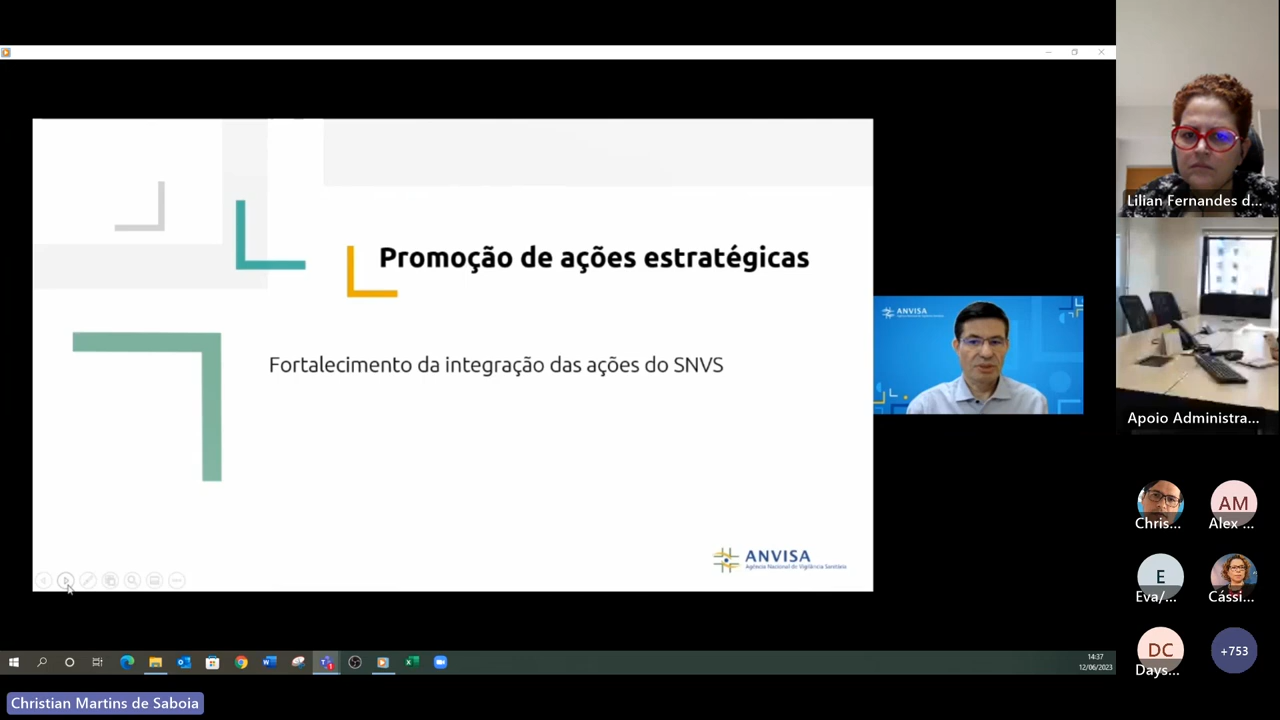 Promoção de ações estratégicas
Fortalecimento da integração das ações do SNVS
ANVISA
Agência Nacional de Vigilância Sanitária
ANVISA
Lilian Fernandes d...
Apoio Administra...
Chris...
AM
Alex ...
E
Eva/...
Cássi...
DC
Days...
+753
14:37
12/06/2023
Christian Martins de Saboia